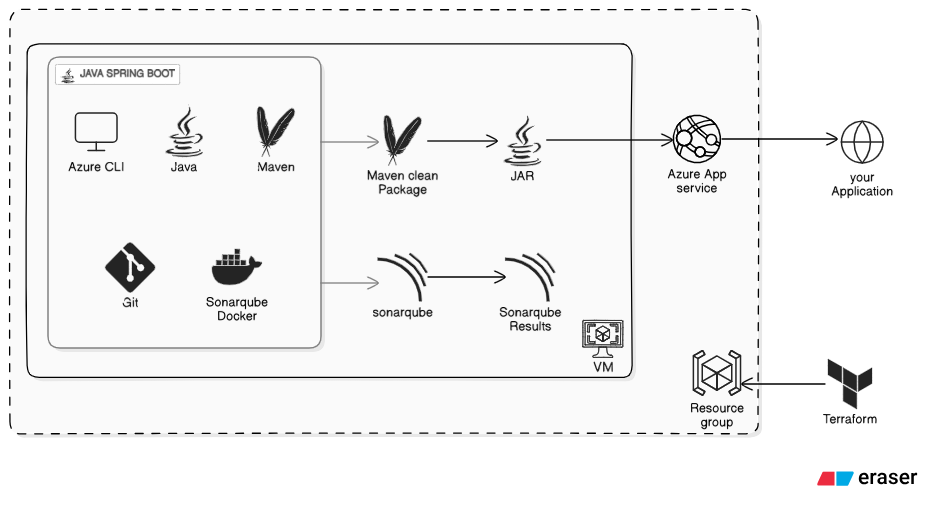 JAVA SPRING BOOT
Azure CLI
Java
Maven
Maven clean
Package
JAR
Azure App
service
your
Application
Git
Sonarqube
Docker
sonarqube
Sonarqube
Results
VM
Resource
group
Terraform
eraser